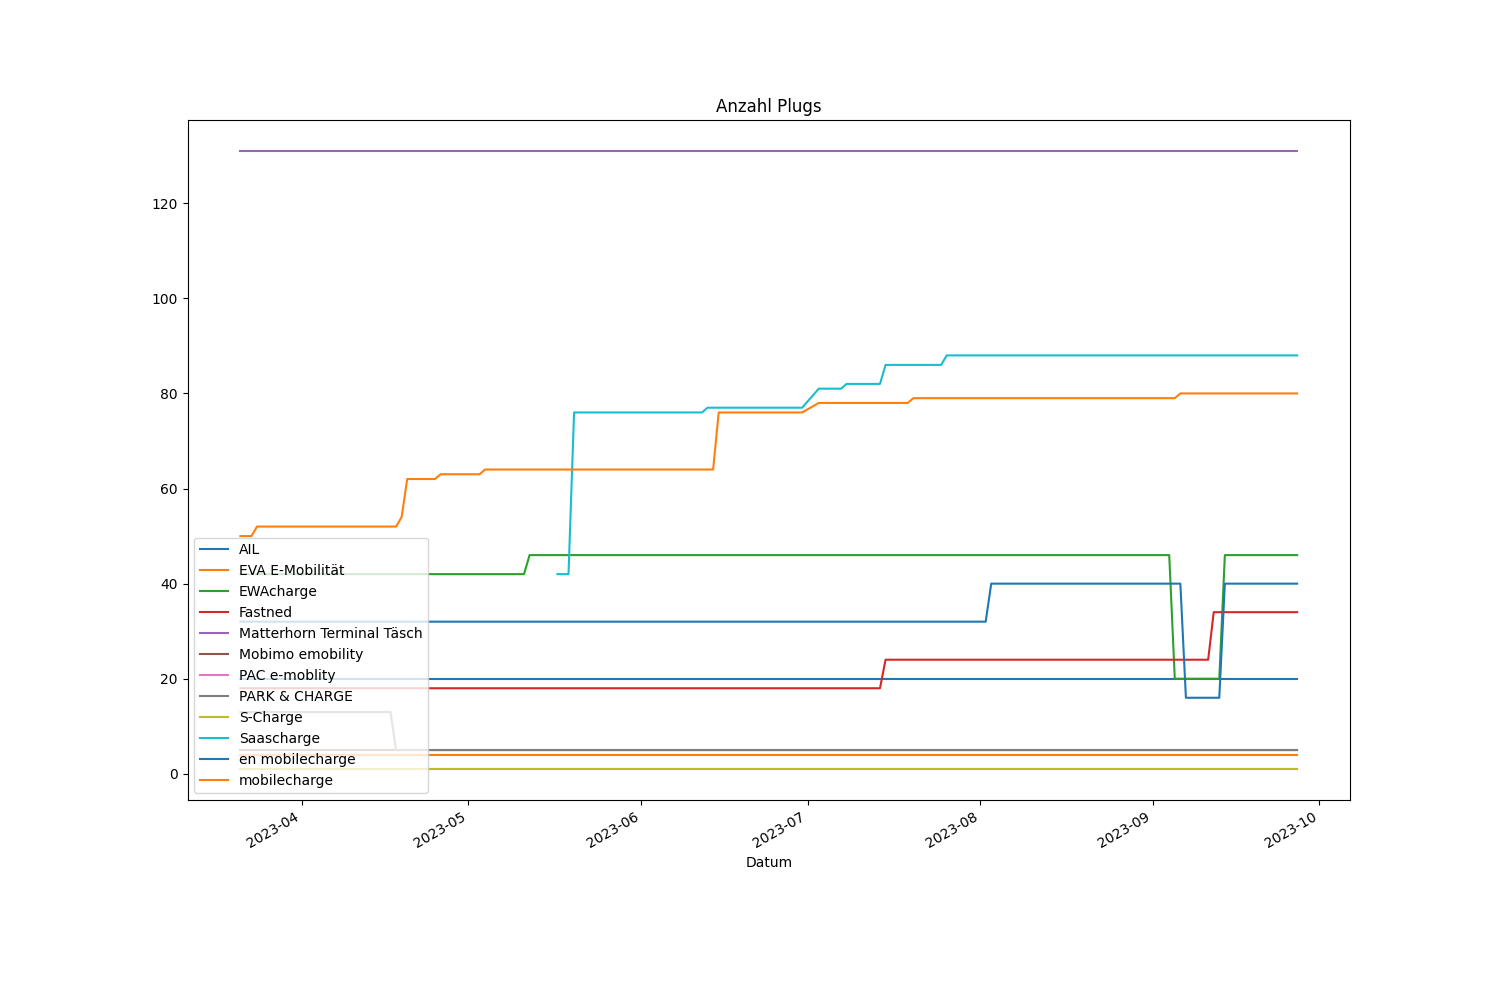 Anzahl Plugs
120
100
80
60
40
20
0
AIL
EVA E-Mobilität
EWAcharge
Fastned
Matterhorn Terminal Täsch
Mobimo emobility
PAC e-moblity
PARK & CHARGE
S-Charge
Saascharge
en mobilecharge
mobilecharge
2023-04
2023-05
2023-06
2023-07
2023-08
2023-09
2023-10
Datum